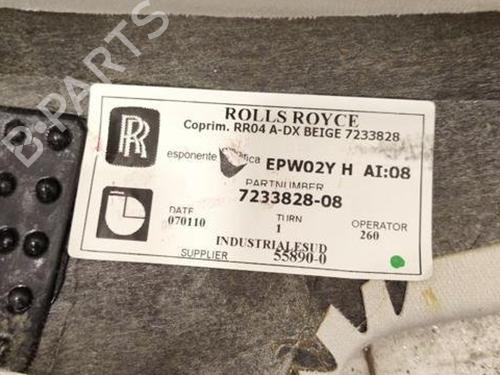 B-PARTS
ROLLS ROYCE
Coprim. RR04 A-DX BEIGE 7233828
RR
esponente EPW02Y H AI:08
PARTNUMBER
7233828-08
DATE TURN OPERATOR
070110 1 260
INDUSTRIALESUD
SUPPLIER 55890-0